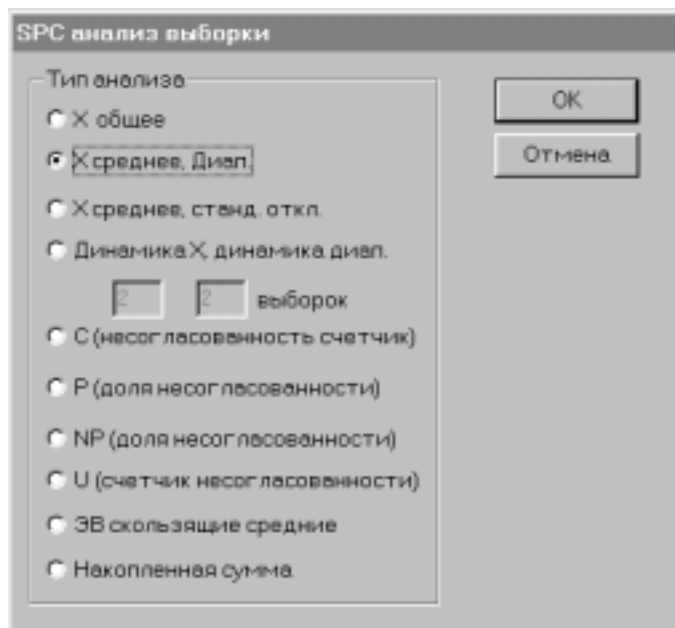 SPC анализ выборки
Тип анализа
X общее
X среднее, Диап.
X среднее, станд. откл.
Динамика X, динамика диап.
2 2 выборок
C (несогласованность счетчик)
P (доля несогласованности)
NP (доля несогласованности)
U (счетчик несогласованности)
ЭВ скользящие средние
Накопленная сумма
OK
Отмена